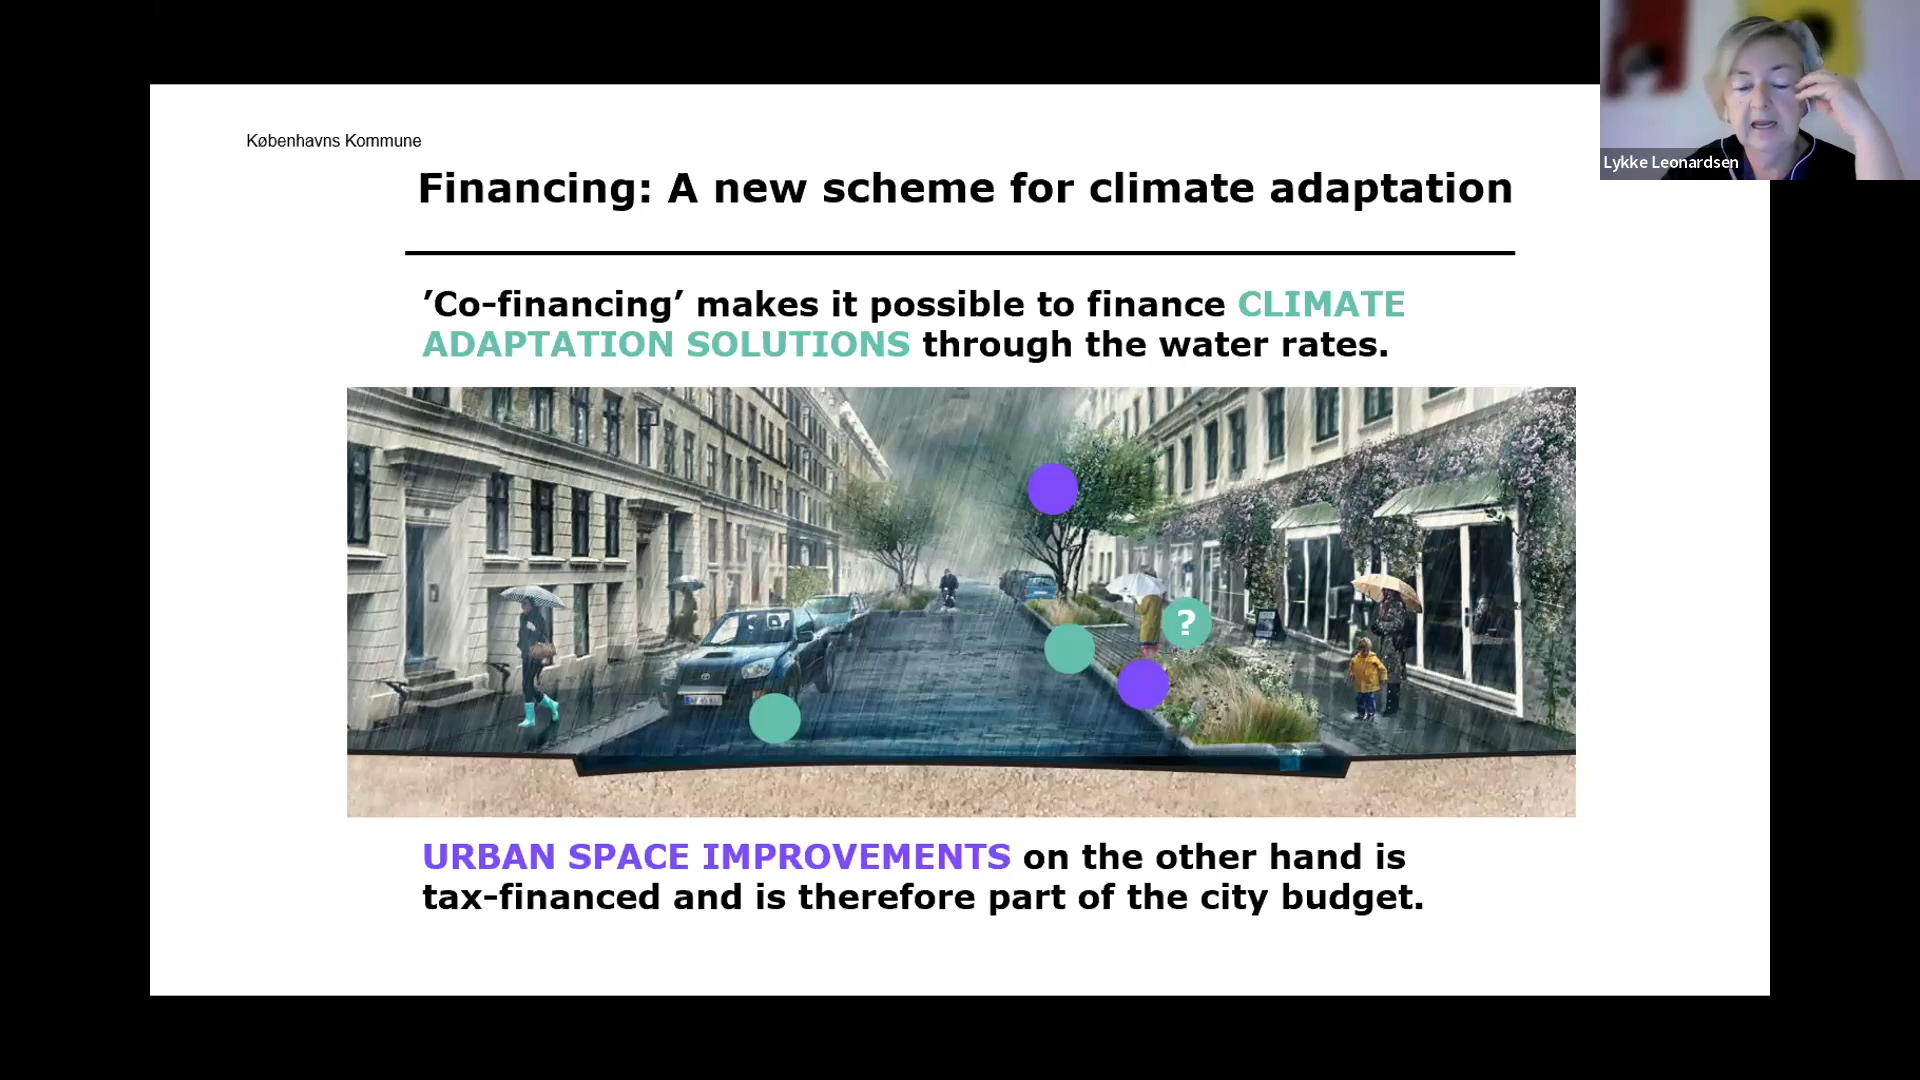 Københavns Kommune
Financing: A new scheme for climate adaptation
’Co-financing’ makes it possible to finance CLIMATE
ADAPTATION SOLUTIONS through the water rates.
?
URBAN SPACE IMPROVEMENTS on the other hand is
tax-financed and is therefore part of the city budget.
Lykke Leonardsen